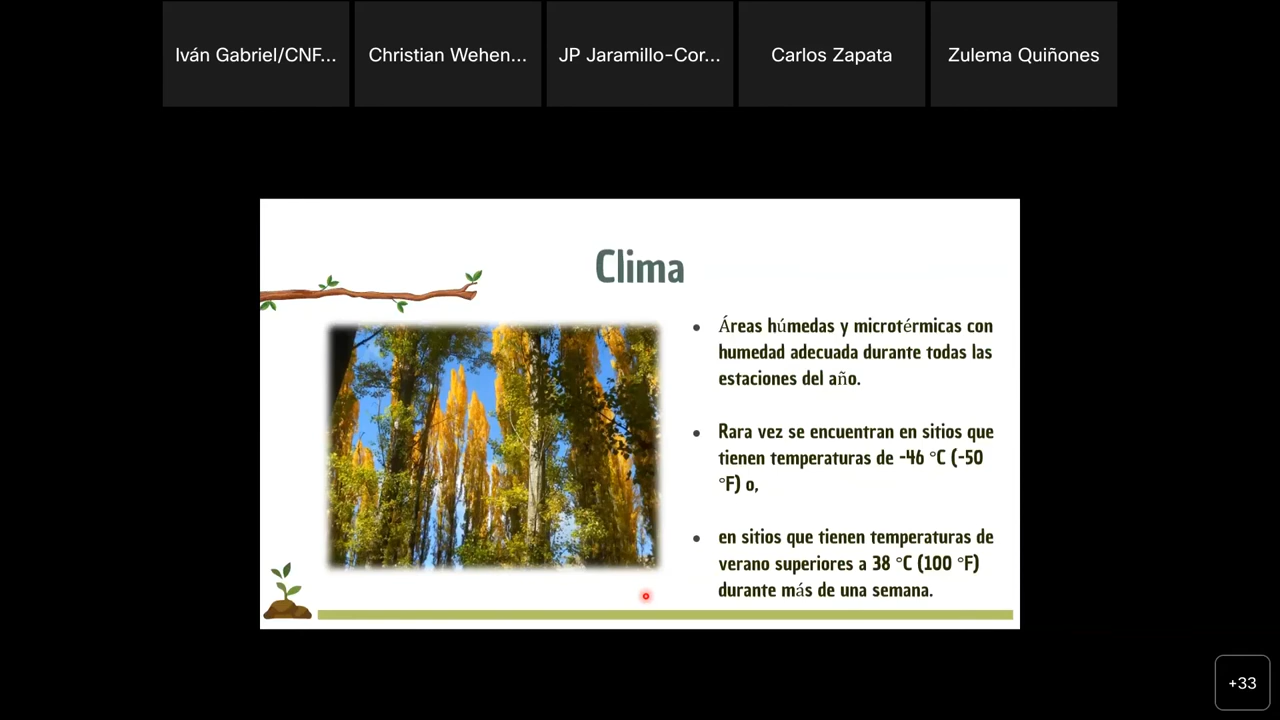 Iván Gabriel/CNF...
Christian Wehen...
JP Jaramillo-Cor...
Carlos Zapata
Zulema Quiñones
Clima
• Áreas húmedas y microtérmicas con
humedad adecuada durante todas las
estaciones del año.
• Rara vez se encuentran en sitios que
tienen temperaturas de -46 °C (-50
°F) o,
• en sitios que tienen temperaturas de
verano superiores a 38 °C (100 °F)
durante más de una semana.
+33